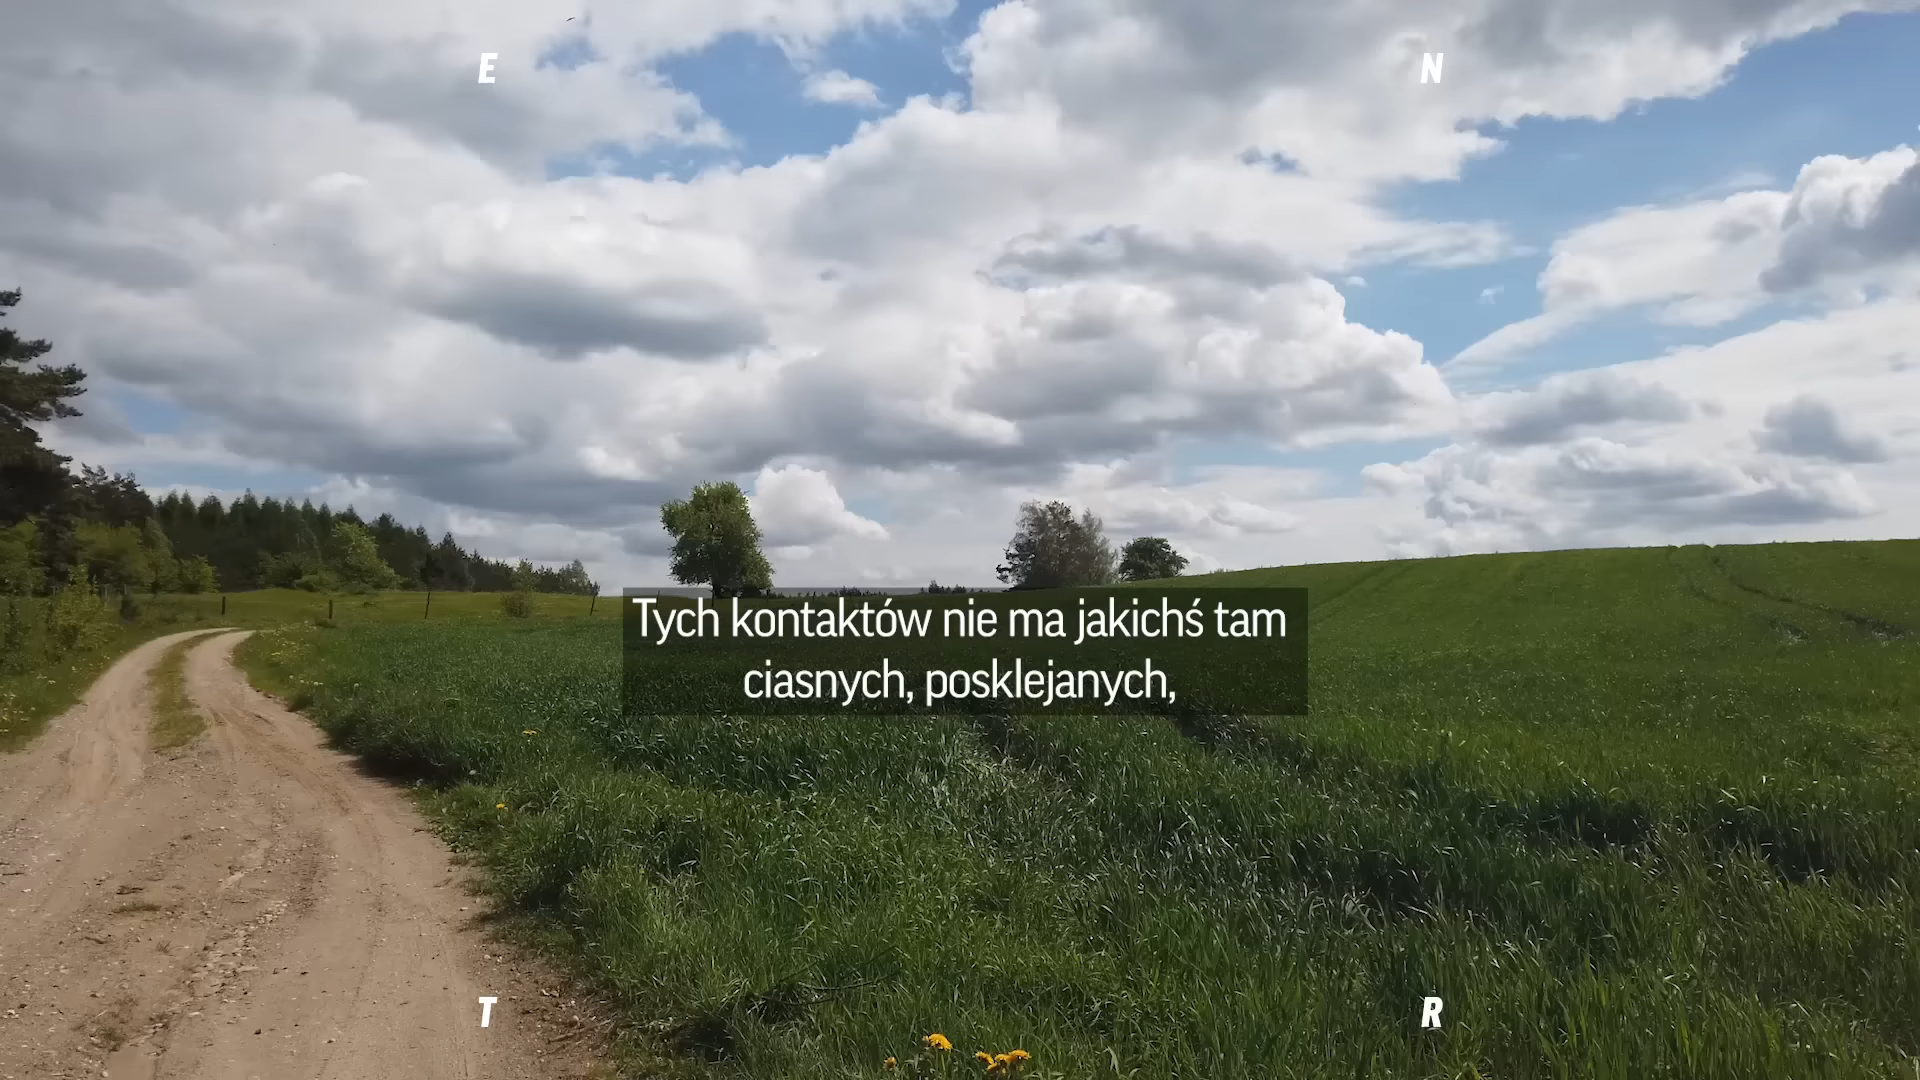 E
N
Tych kontaktów nie ma jakichś tam
ciasnych, posklejanych,
T
R